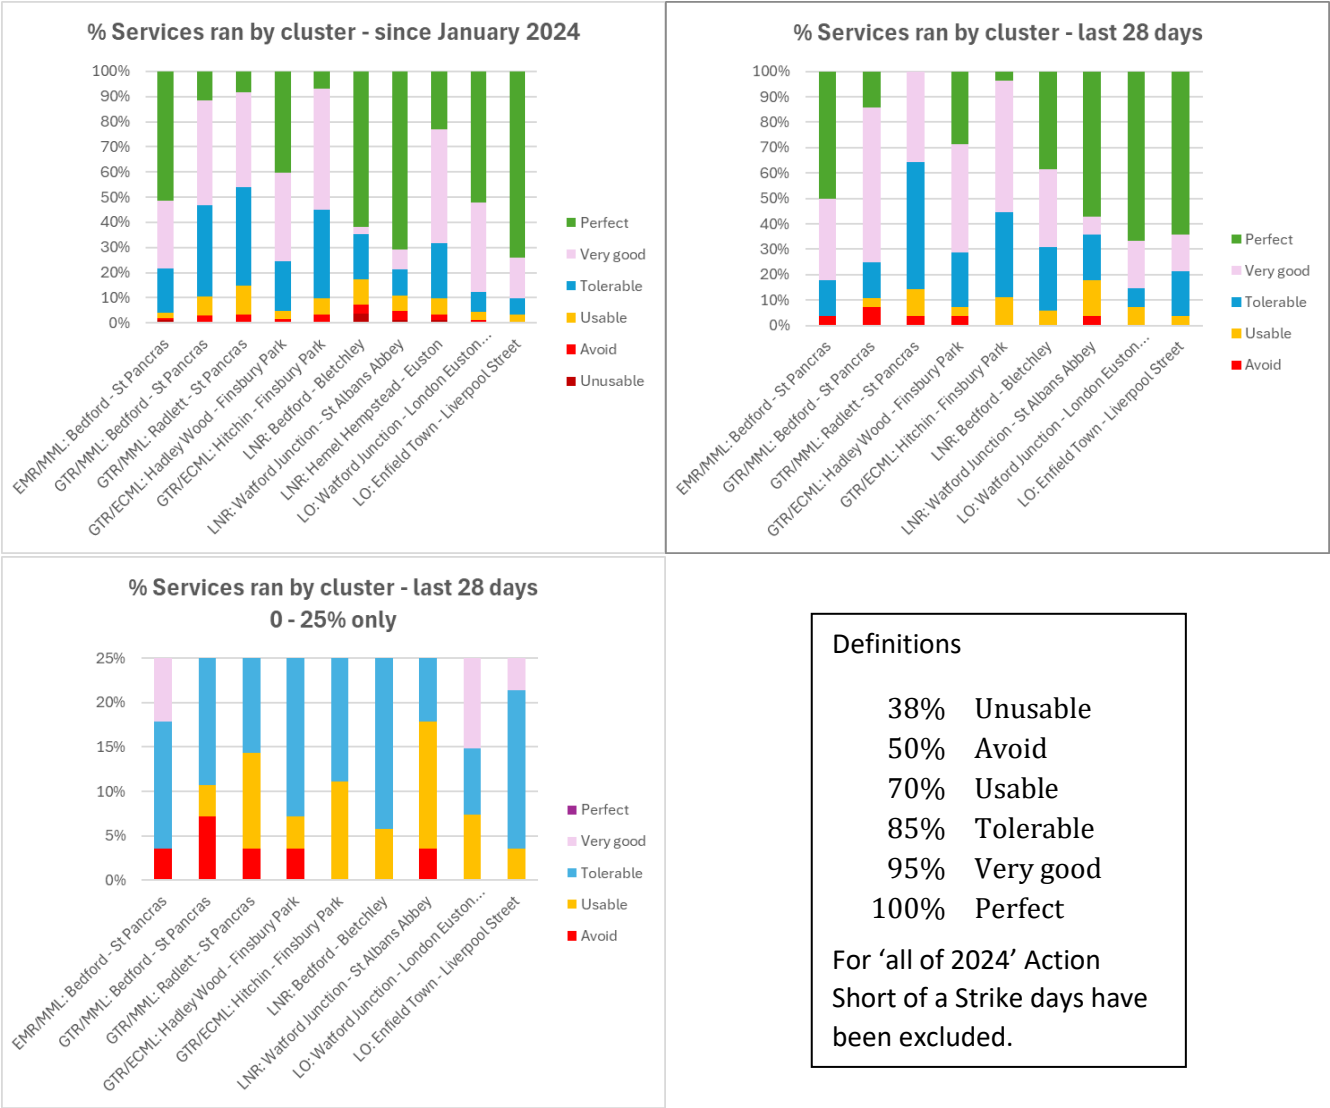 % Services ran by cluster - since January 2024
100%
90%
80%
70%
60%
50%
40%
30%
20%
10%
0%
EMR/MML: Bedford - St Pancras
GTR/MML: Bedford - St Pancras
GTR/MML: Radlett - St Pancras
GTR/ECML: Hadley Wood - Finsbury Park
GTR/ECML: Hitchin - Finsbury Park
LNR: Bedford - Bletchley
LNR: Watford Junction - St Albans Abbey
LNR: Hemel Hempstead - Euston
LO: Watford Junction - London Euston...
LO: Enfield Town - Liverpool Street
Perfect
Very good
Tolerable
Usable
Avoid
Unusable
% Services ran by cluster - last 28 days
100%
90%
80%
70%
60%
50%
40%
30%
20%
10%
0%
EMR/MML: Bedford - St Pancras
GTR/MML: Bedford - St Pancras
GTR/MML: Radlett - St Pancras
GTR/ECML: Hadley Wood - Finsbury Park
GTR/ECML: Hitchin - Finsbury Park
LNR: Bedford - Bletchley
LNR: Watford Junction - St Albans Abbey
LO: Watford Junction - London Euston...
LO: Enfield Town - Liverpool Street
Perfect
Very good
Tolerable
Usable
Avoid
% Services ran by cluster - last 28 days
0 - 25% only
25%
20%
15%
10%
5%
0%
EMR/MML: Bedford - St Pancras
GTR/MML: Bedford - St Pancras
GTR/MML: Radlett - St Pancras
GTR/ECML: Hadley Wood - Finsbury Park
GTR/ECML: Hitchin - Finsbury Park
LNR: Bedford - Bletchley
LNR: Watford Junction - St Albans Abbey
LO: Watford Junction - London Euston...
LO: Enfield Town - Liverpool Street
Perfect
Very good
Tolerable
Usable
Avoid
Definitions
38% Unusable
50% Avoid
70% Usable
85% Tolerable
95% Very good
100% Perfect
For ‘all of 2024’ Action
Short of a Strike days have
been excluded.